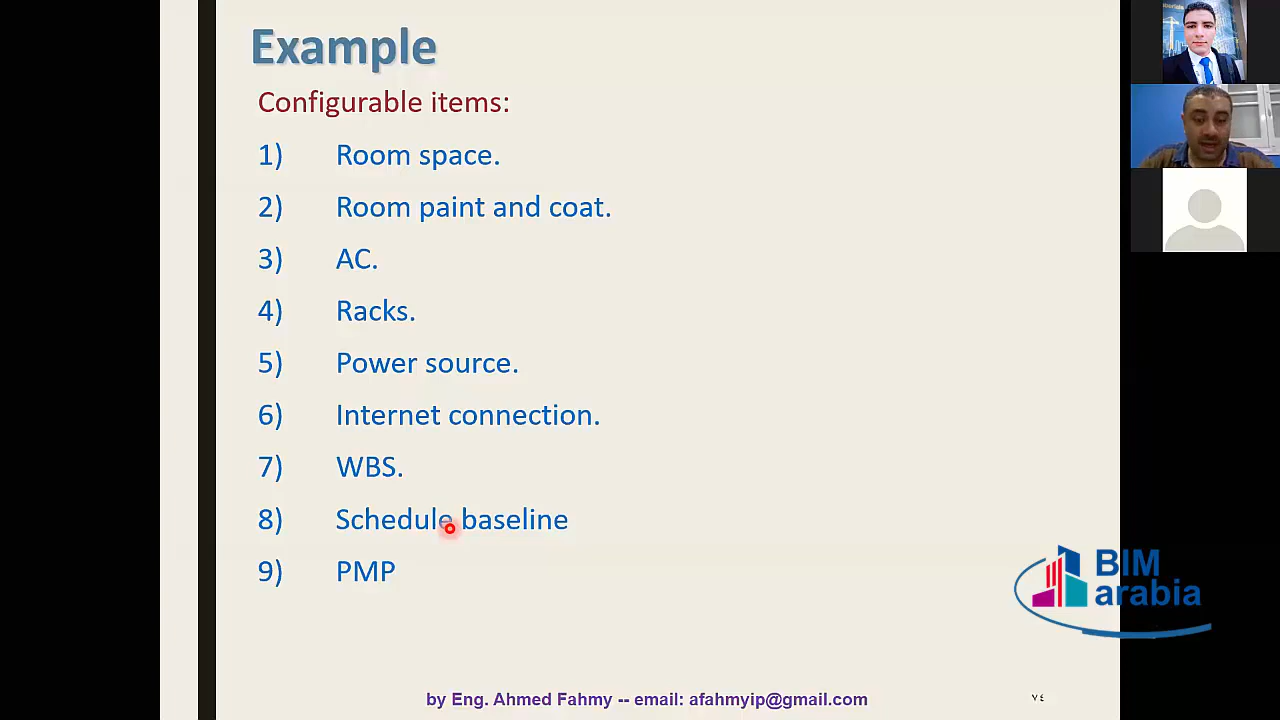 Example
Configurable items:
1) Room space.
2) Room paint and coat.
3) AC.
4) Racks.
5) Power source.
6) Internet connection.
7) WBS.
8) Schedule baseline
9) PMP
BIM
arabia
by Eng. Ahmed Fahmy -- email: afahmyip@gmail.com
٧٤